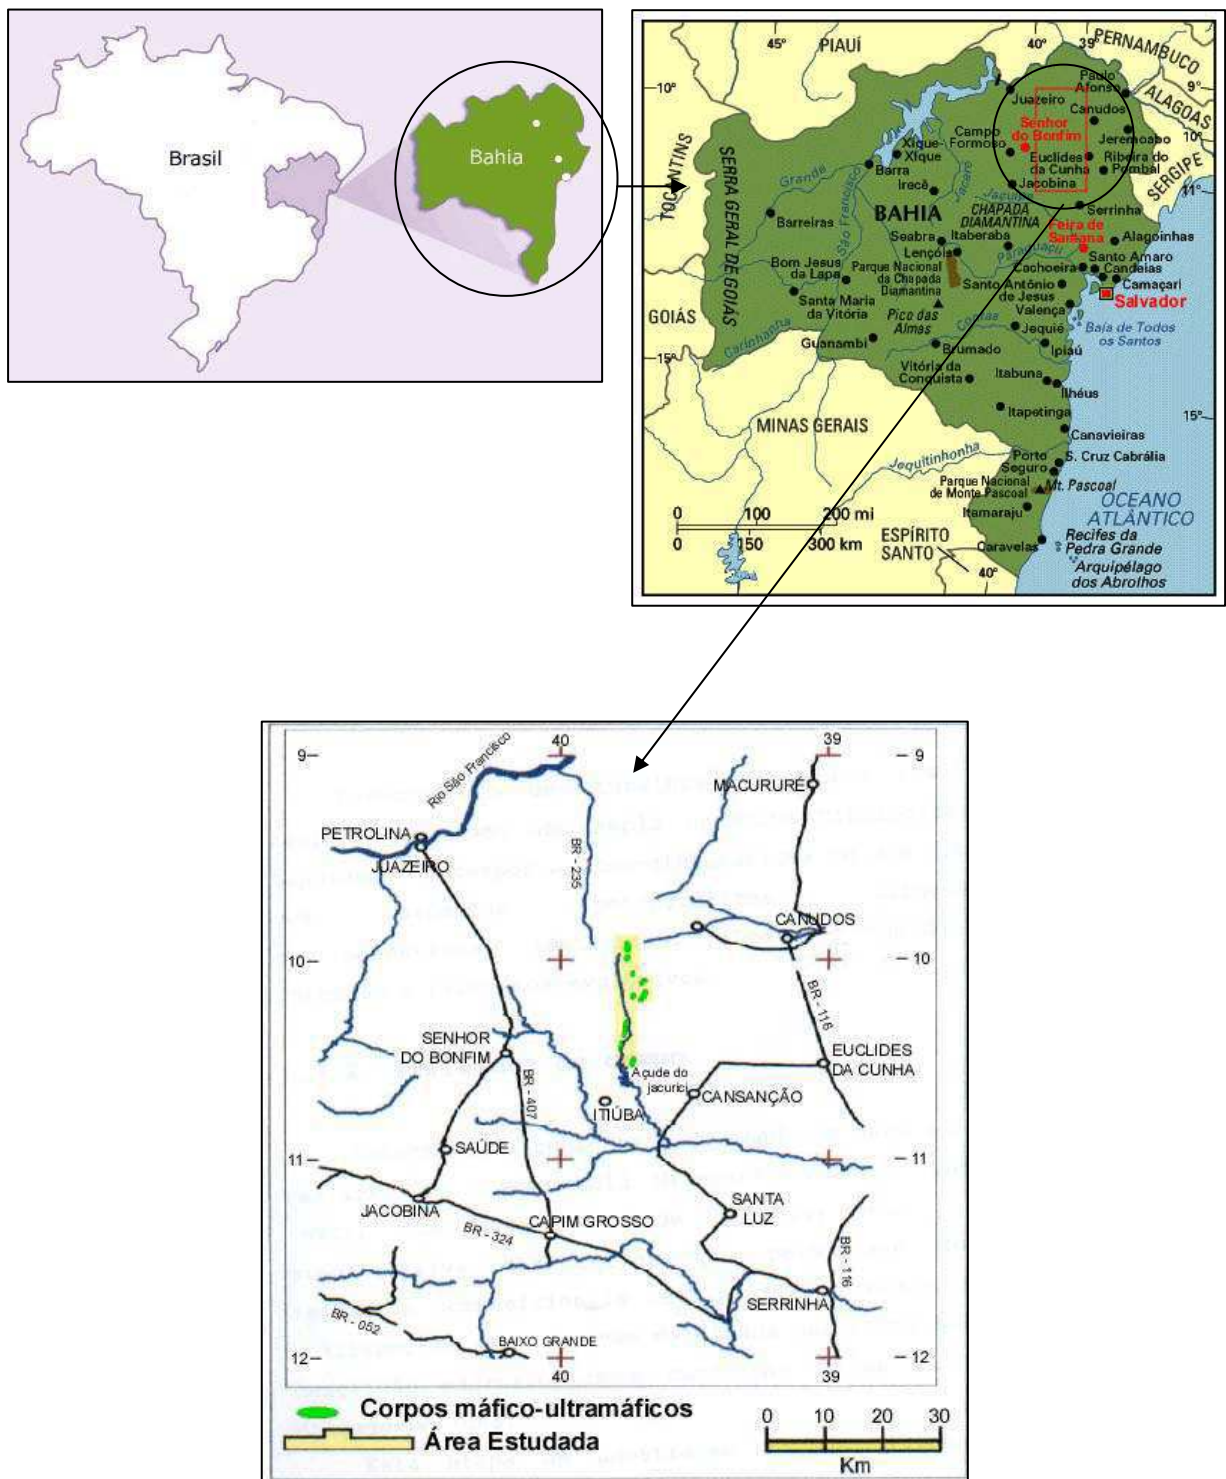 Brasil
Bahia
45°
PIAUÍ
40°
39°
PERNAMBUCO
10°
Paulo
Afonso
9°
ALAGOAS
Juazeiro
Canudos
Senhor
do Bonfim
Jeremoabo
10°
Campo
Formoso
Xique
Xique
Euclides
da Cunha
Ribeira do
Pombal
SERGIPE
TOCANTINS
SERRA GERAL DE GOIÁS
Grande
Barra
Irecê
Jacaré
Jacobina
11°
Jacuípe
São Francisco
BAHIA
CHAPADA
DIAMANTINA
Serrinha
Barreiras
Feira de
Santana
Seabra
Itaberaba
Alagoinhas
Lençóis
Paraguaçu
Santo Amaro
Bom Jesus
da Lapa
Parque Nacional
da Chapada
Diamantina
Cachoeira
Candeias
Camaçari
Santo Antônio
de Jesus
Salvador
Santa Maria
da Vitória
Pico das
Almas
Valença
GOIÁS
Contas
Jequié
Baía de Todos
os Santos
Carinhanha
Guanambi
Brumado
Ipiaú
15°
Vitória da
Conquista
Itabuna
Ilhéus
Itapetinga
15°
MINAS GERAIS
Canavieiras
Jequitinhonha
Porto
Seguro
S. Cruz Cabrália
Parque Nacional
de Monte Pascoal
Mt. Pascoal
OCEANO
ATLÂNTICO
0 100 200 mi
0 150 300 km
Itamaraju
ESPÍRITO
SANTO
Caravelas
Recifes da
Pedra Grande
40°
Arquipélago
dos Abrolhos
40
39
9
9
Rio São Francisco
MACURURÉ
PETROLINA
JUAZEIRO
BR - 235
CANUDOS
10
10
BR - 116
SENHOR
DO BONFIM
EUCLIDES
DA CUNHA
Açude do
jacurici
BR - 407
ITIÚBA
CANSANÇÃO
SAÚDE
11
11
JACOBINA
SANTA
LUZ
CAPIM GROSSO
BR - 324
BR - 116
SERRINHA
BR - 052
BAIXO GRANDE
12
12
40
39
Corpos máfico-ultramáficos
Área Estudada
0 10 20 30
Km